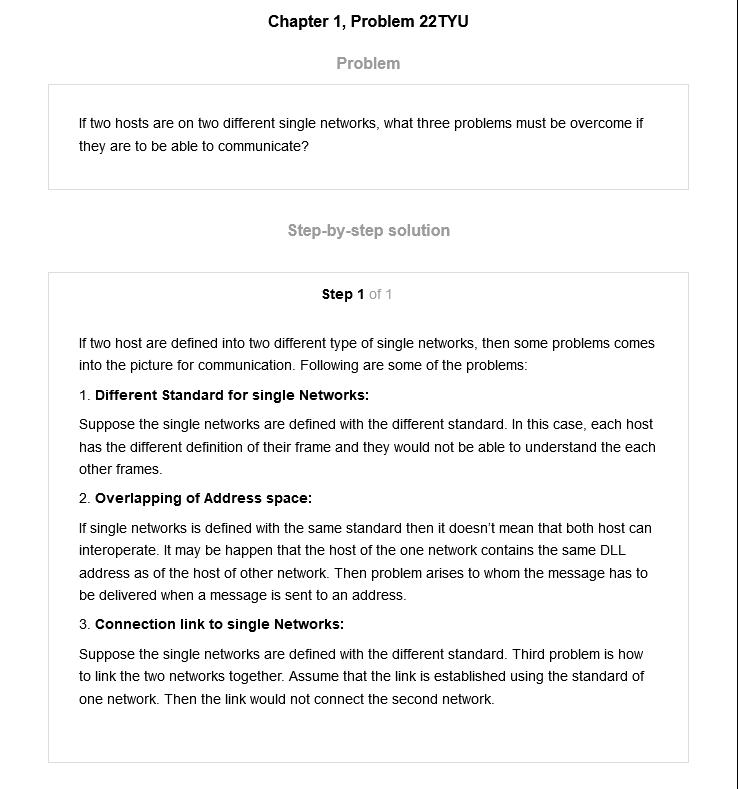 Chapter 1, Problem 22TYU
Problem
If two hosts are on two different single networks, what three problems must be overcome if
they are to be able to communicate?
Step-by-step solution
Step 1 of 1
If two host are defined into two different type of single networks, then some problems comes
into the picture for communication. Following are some of the problems:
1. Different Standard for single Networks:
Suppose the single networks are defined with the different standard. In this case, each host
has the different definition of their frame and they would not be able to understand the each
other frames.
2. Overlapping of Address space:
If single networks is defined with the same standard then it doesn't mean that both host can
interoperate. It may be happen that the host of the one network contains the same DLL
address as of the host of other network. Then problem arises to whom the message has to
be delivered when a message is sent to an address.
3. Connection link to single Networks:
Suppose the single networks are defined with the different standard. Third problem is how
to link the two networks together. Assume that the link is established using the standard of
one network. Then the link would not connect the second network.